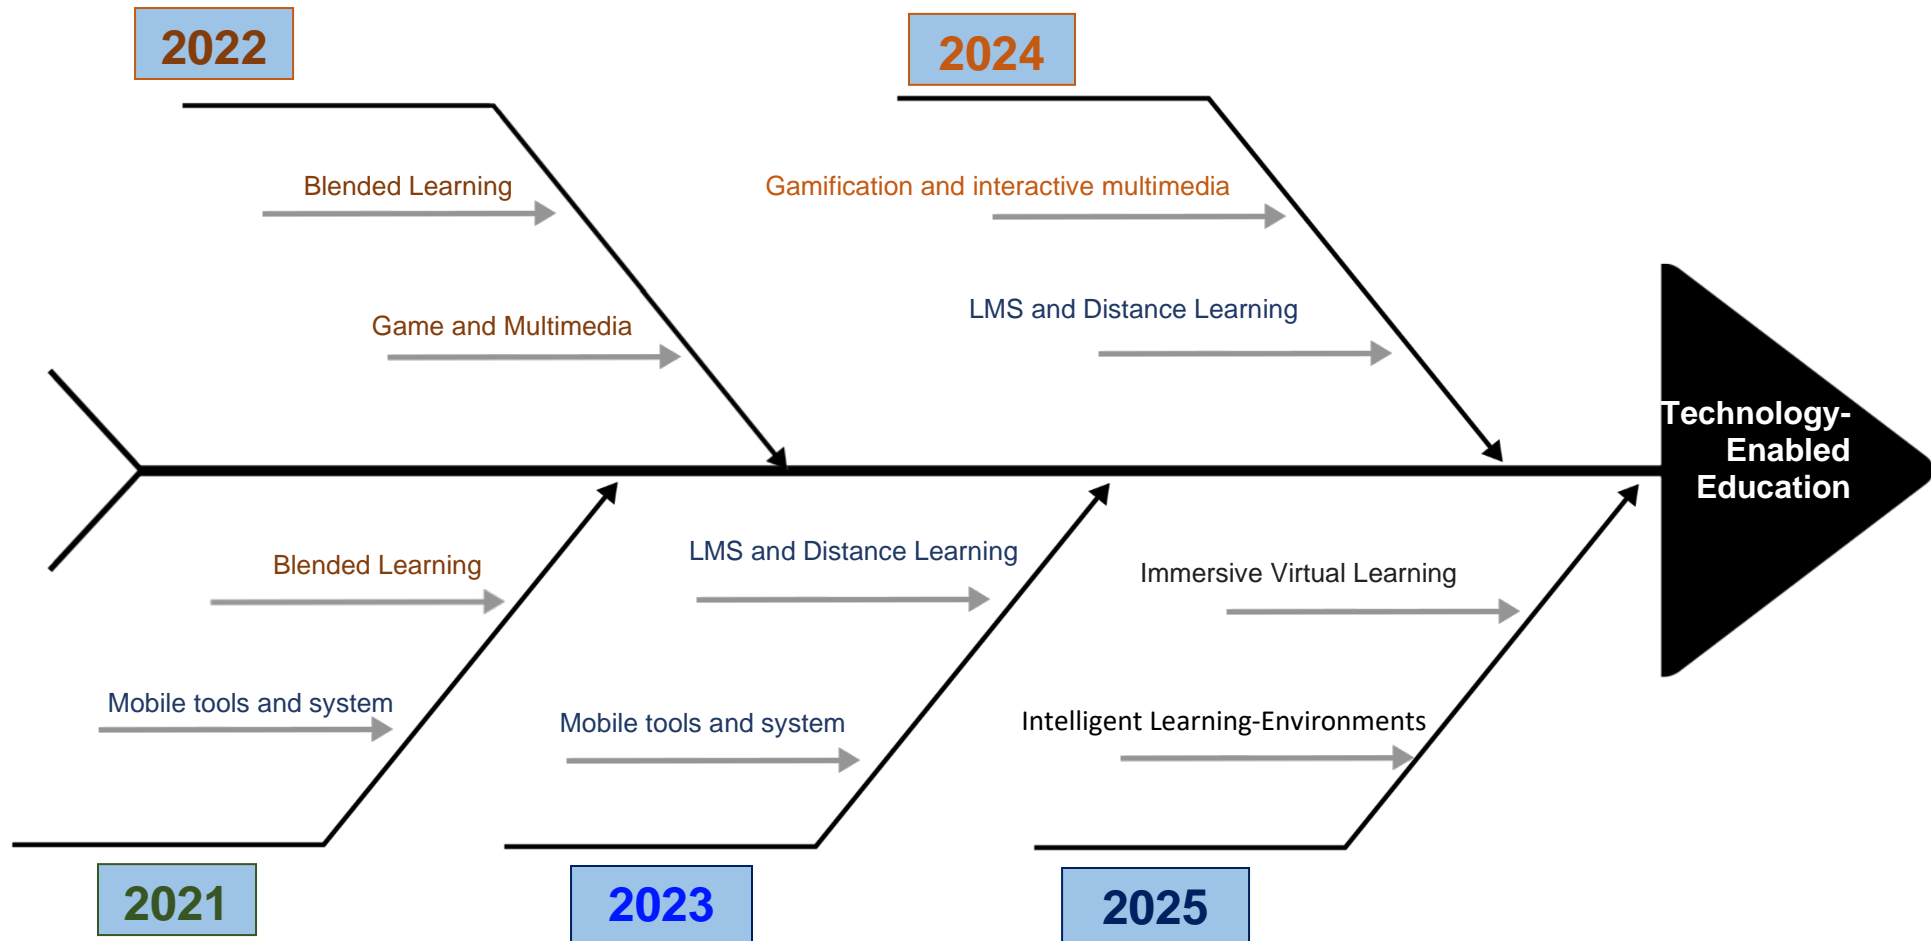 2022
2024
Blended Learning
Gamification and interactive multimedia
Game and Multimedia
LMS and Distance Learning
Technology-
Enabled
Education
Blended Learning
LMS and Distance Learning
Immersive Virtual Learning
Mobile tools and system
Mobile tools and system
Intelligent Learning-Environments
2021
2023
2025